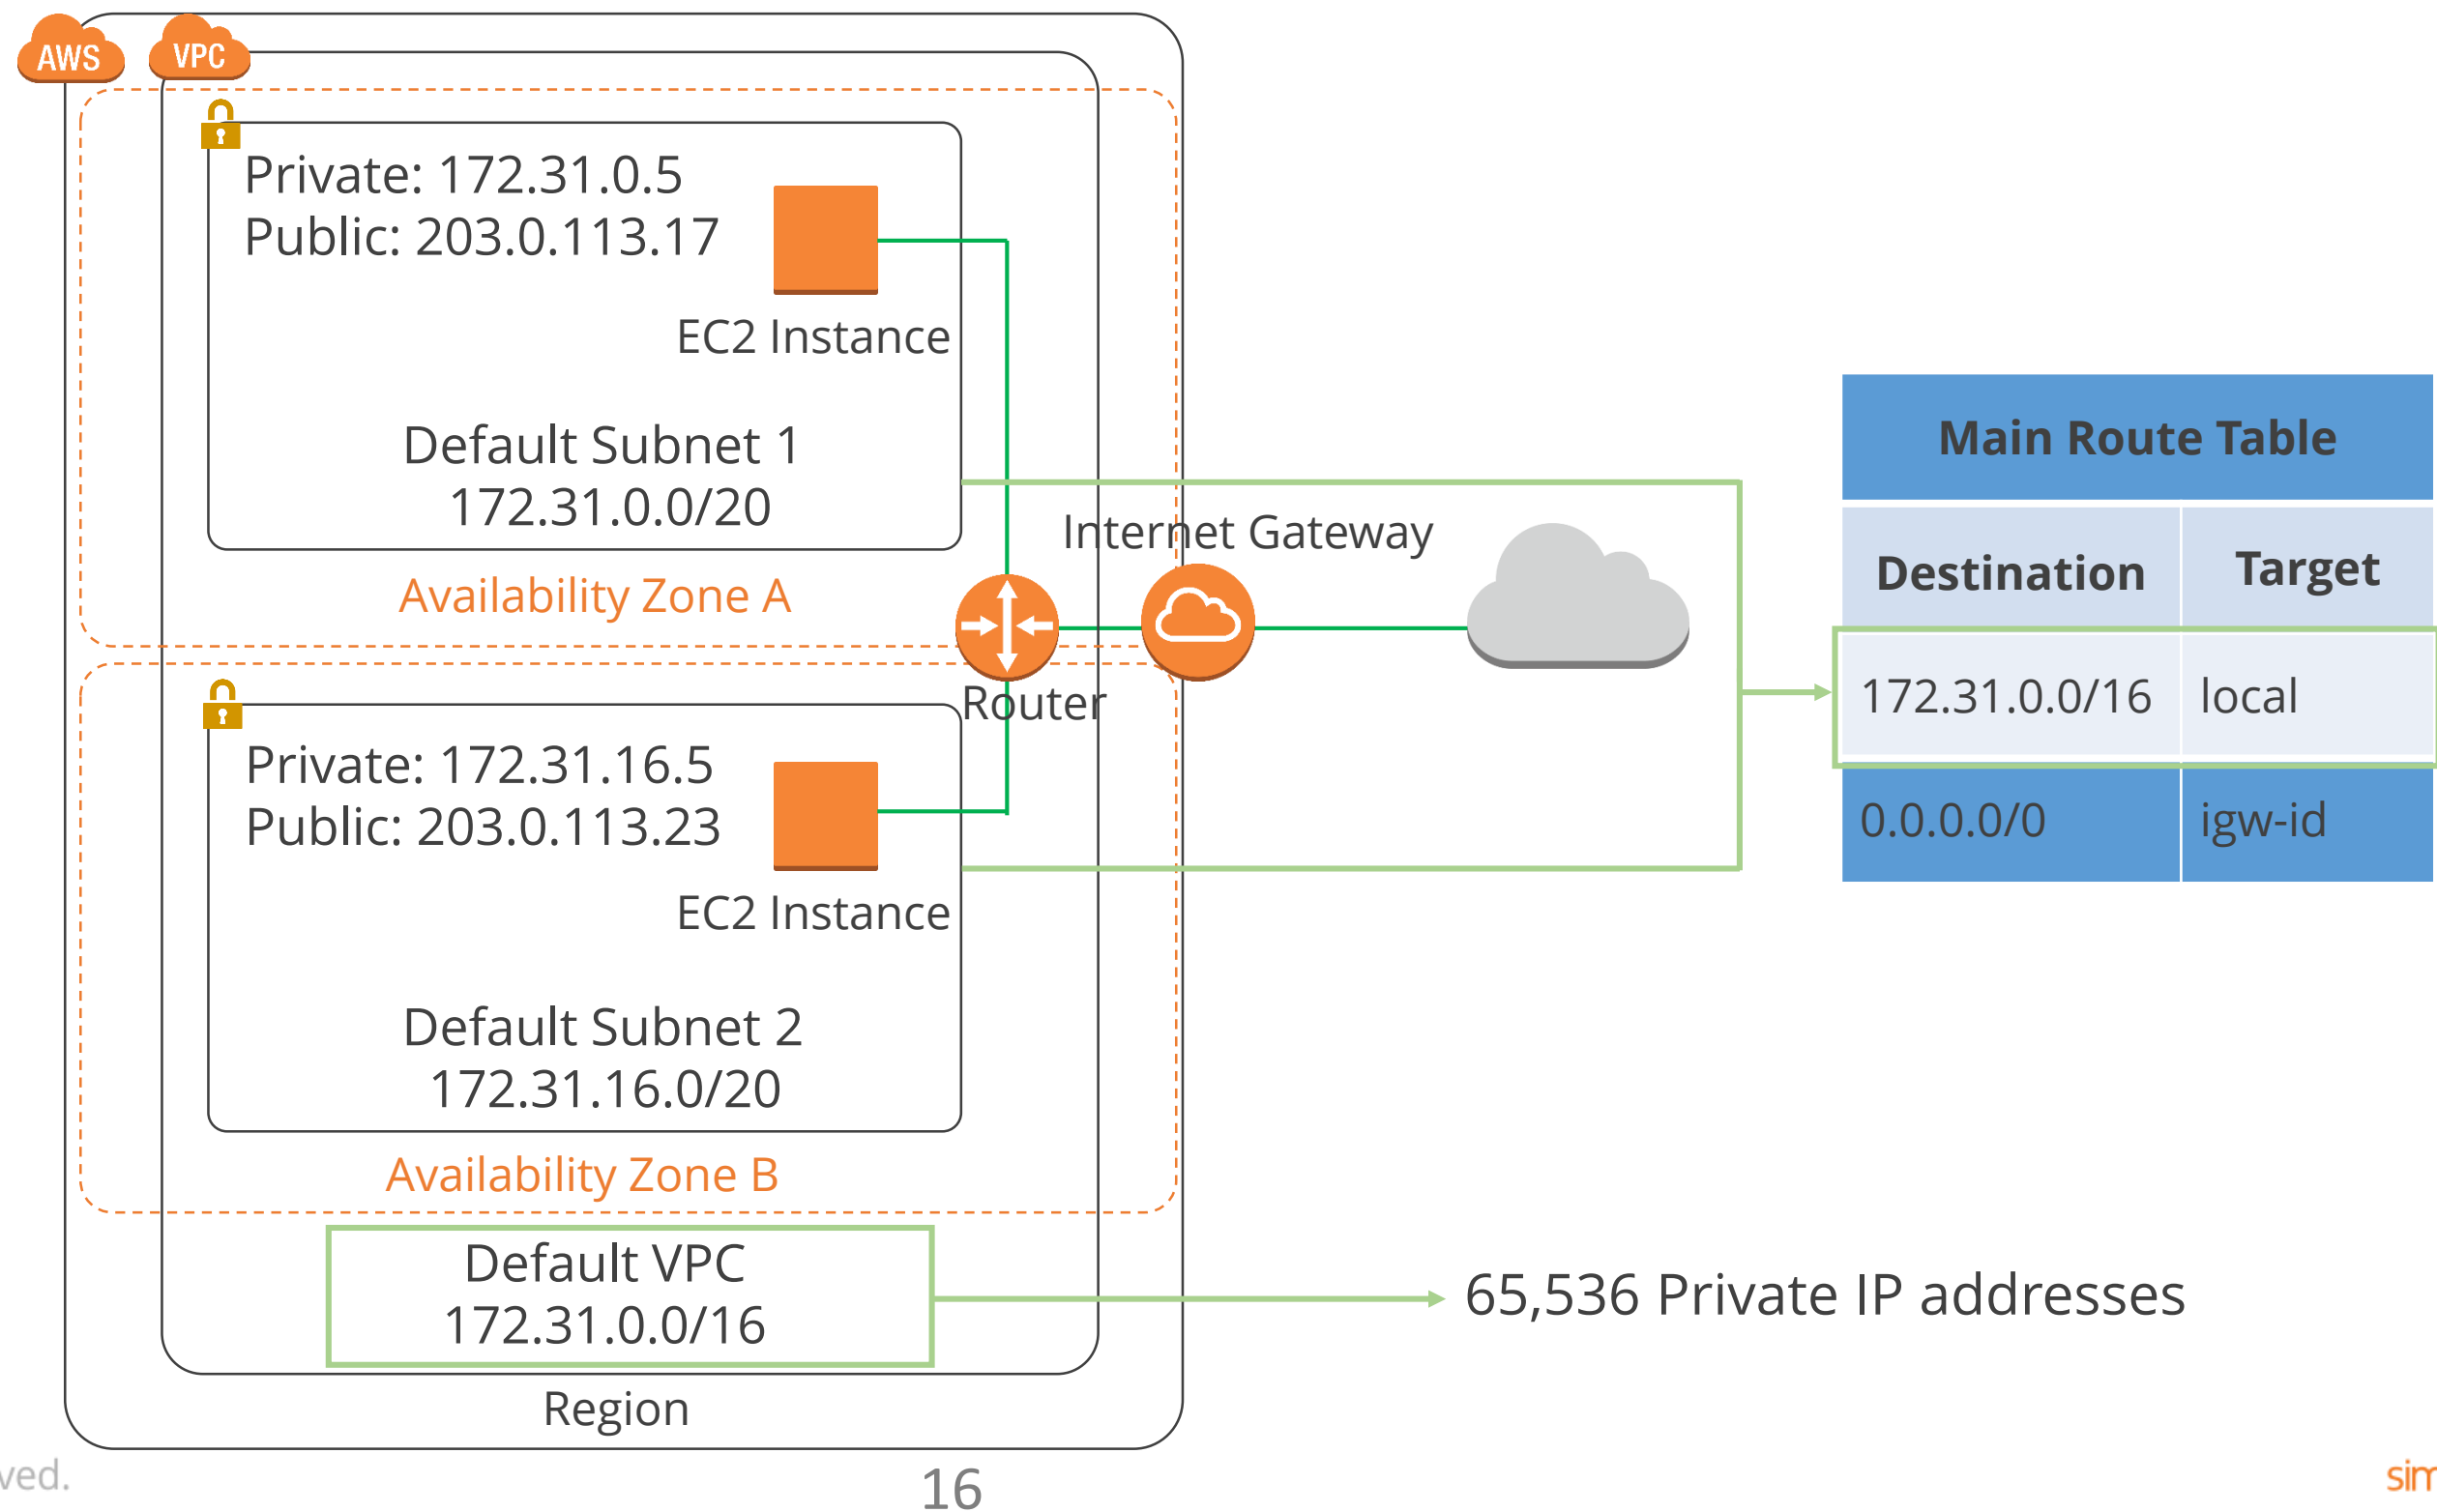 AWS
VPC
Private: 172.31.0.5
Public: 203.0.113.17
EC2 Instance
Default Subnet 1
172.31.0.0/20
Availability Zone A
Internet Gateway
Router
Private: 172.31.16.5
Public: 203.0.113.23
EC2 Instance
Default Subnet 2
172.31.16.0/20
Availability Zone B
Default VPC
172.31.0.0/16
Region
Main Route Table
Destination Target
172.31.0.0/16 local
0.0.0.0/0 igw-id
65,536 Private IP addresses
16